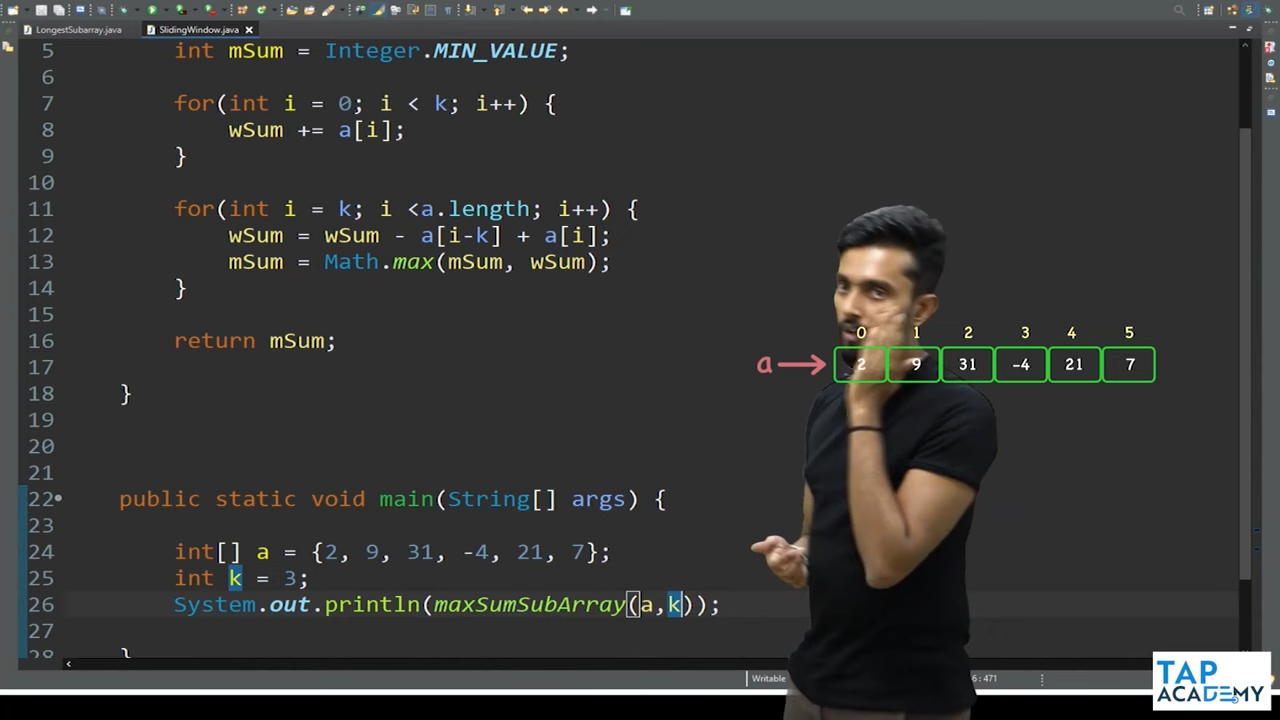 LongestSubarray.java
SlidingWindow.java
5 int mSum = Integer.MIN_VALUE;
6
7 for(int i = 0; i < k; i++) {
8 wSum += a[i];
9 }
10
11 for(int i = k; i <a.length; i++) {
12 wSum = wSum - a[i-k] + a[i];
13 mSum = Math.max(mSum, wSum);
14 }
15
16 return mSum;
17
18 }
19
20
21
22 public static void main(String[] args) {
23
24 int[] a = {2, 9, 31, -4, 21, 7};
25 int k = 3;
26 System.out.println(maxSumSubArray(a,k));
27
28 }
0 1 2 3 4 5
a → 2 9 31 -4 21 7
Writable
6 : 471
TAP
ACADEMY